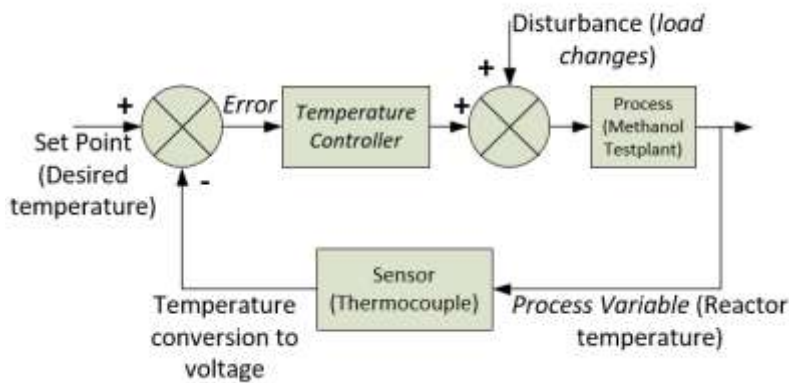 Disturbance (load
changes)
+
+
Error
Temperature
Controller
+
Process
(Methanol
Testplant)
Set Point
(Desired
temperature)
-
Sensor
(Thermocouple)
Temperature
conversion to
voltage
Process Variable (Reactor
temperature)